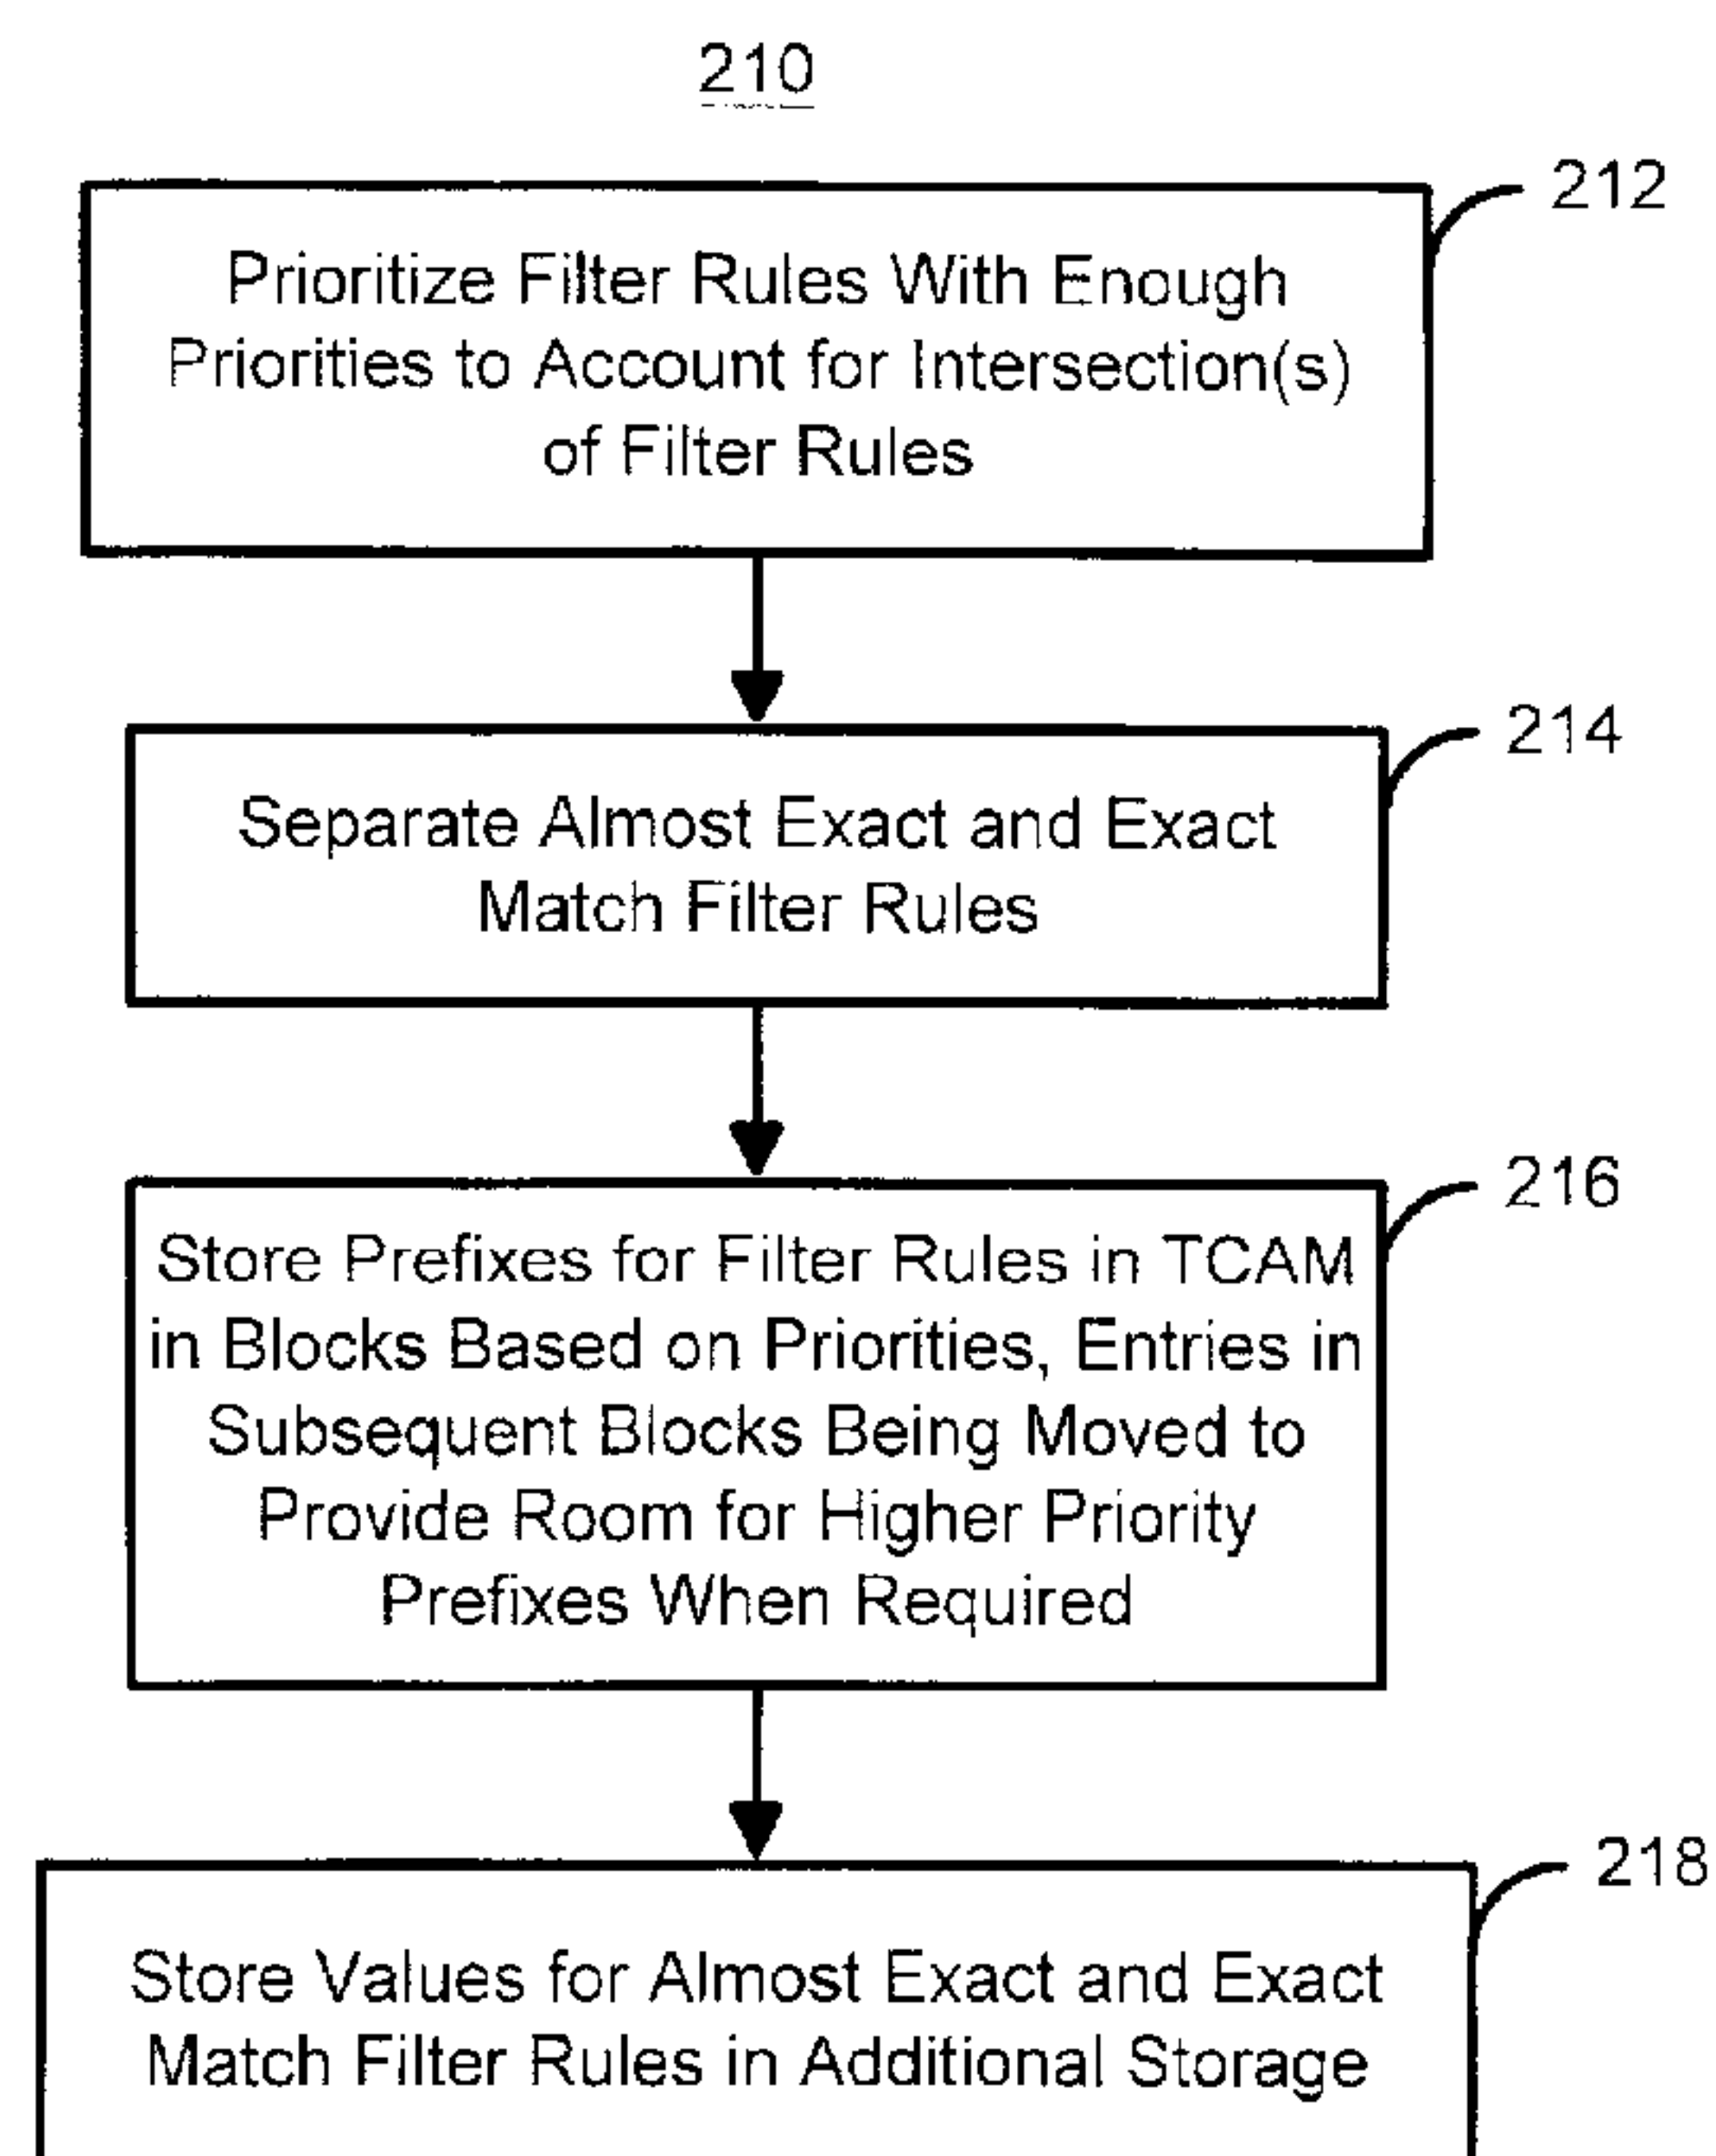 210
212
Prioritize Filter Rules With Enough
Priorities to Account for Intersection(s)
of Filter Rules
214
Separate Almost Exact and Exact
Match Filter Rules
216
Store Prefixes for Filter Rules in TCAM
in Blocks Based on Priorities, Entries in
Subsequent Blocks Being Moved to
Provide Room for Higher Priority
Prefixes When Required
218
Store Values for Almost Exact and Exact
Match Filter Rules in Additional Storage